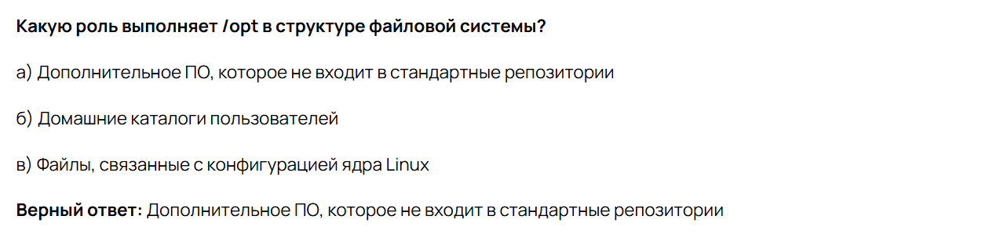 Какую роль выполняет /opt в структуре файловой системы?
а) Дополнительное ПО, которое не входит в стандартные репозитории
б) Домашние каталоги пользователей
в) Файлы, связанные с конфигурацией ядра Linux
Верный ответ: Дополнительное ПО, которое не входит в стандартные репозитории